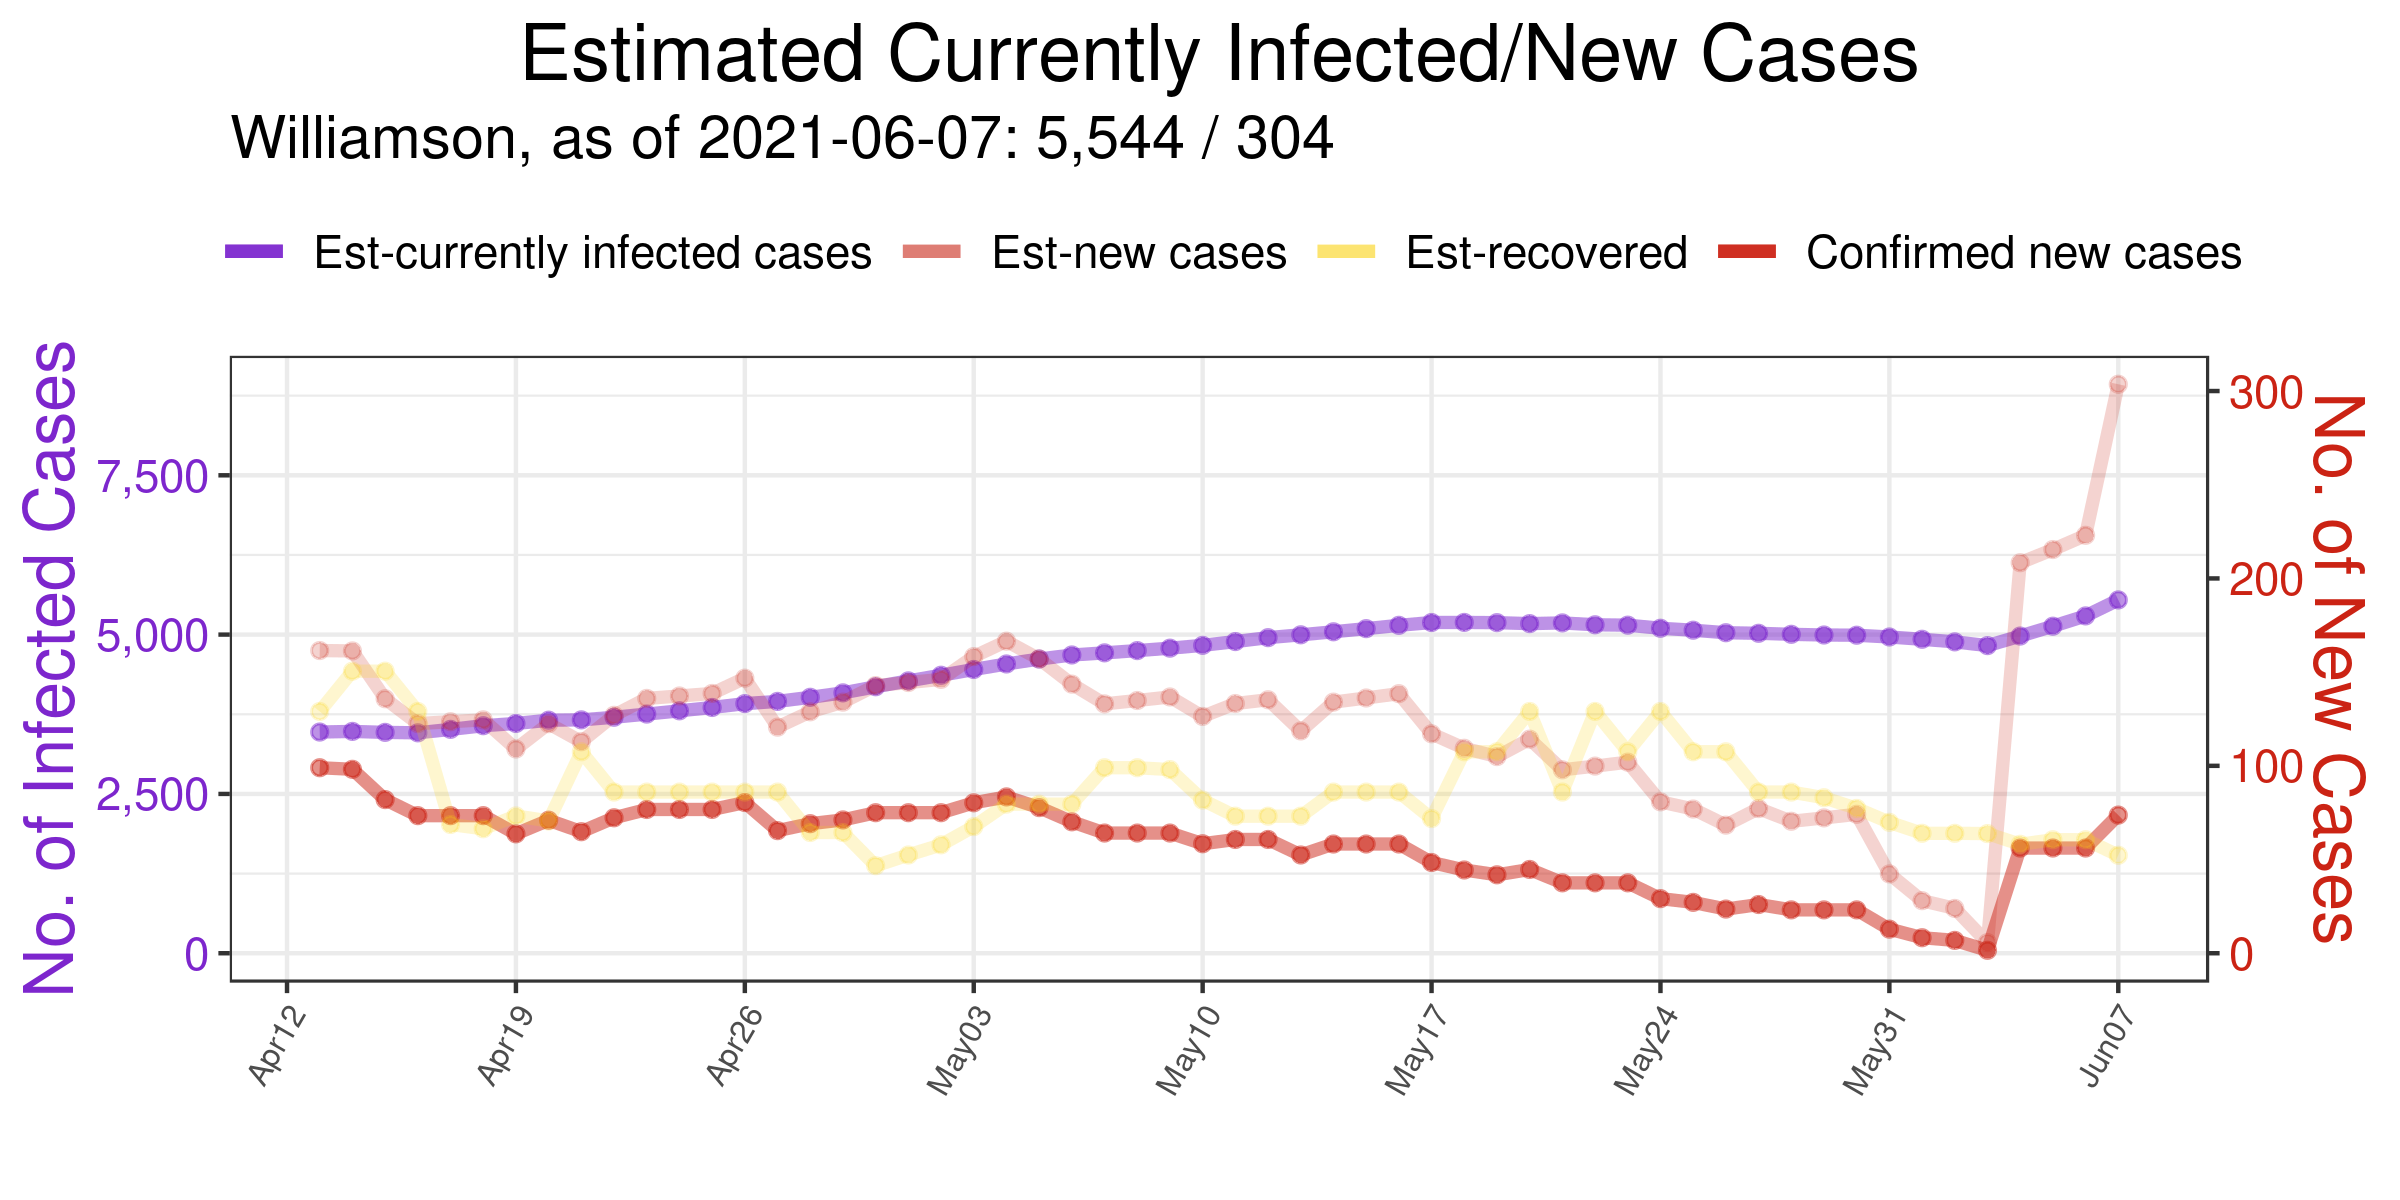 Estimated Currently Infected/New Cases
Williamson, as of 2021-06-07: 5,544 / 304
Est-currently infected cases Est-new cases Est-recovered Confirmed new cases
No. of Infected Cases
7,500
5,000
2,500
0
300
200
100
0
No. of New Cases
Apr12 Apr19 Apr26 May03 May10 May17 May24 May31 Jun07